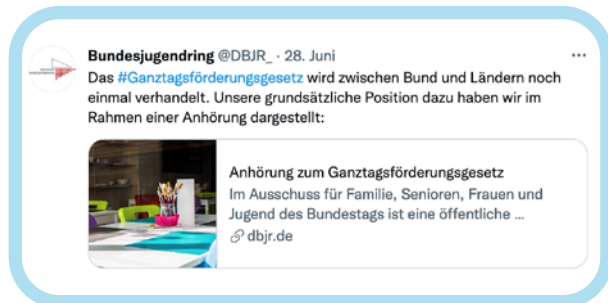 Bundesjugendring @DBJR_ · 28. Juni ...
Das #Ganztagsförderungsgesetz wird zwischen Bund und Ländern noch
einmal verhandelt. Unsere grundsätzliche Position dazu haben wir im
Rahmen einer Anhörung dargestellt:
Anhörung zum Ganztagsförderungsgesetz
Im Ausschuss für Familie, Senioren, Frauen und
Jugend des Bundestags ist eine öffentliche ...
dbjr.de